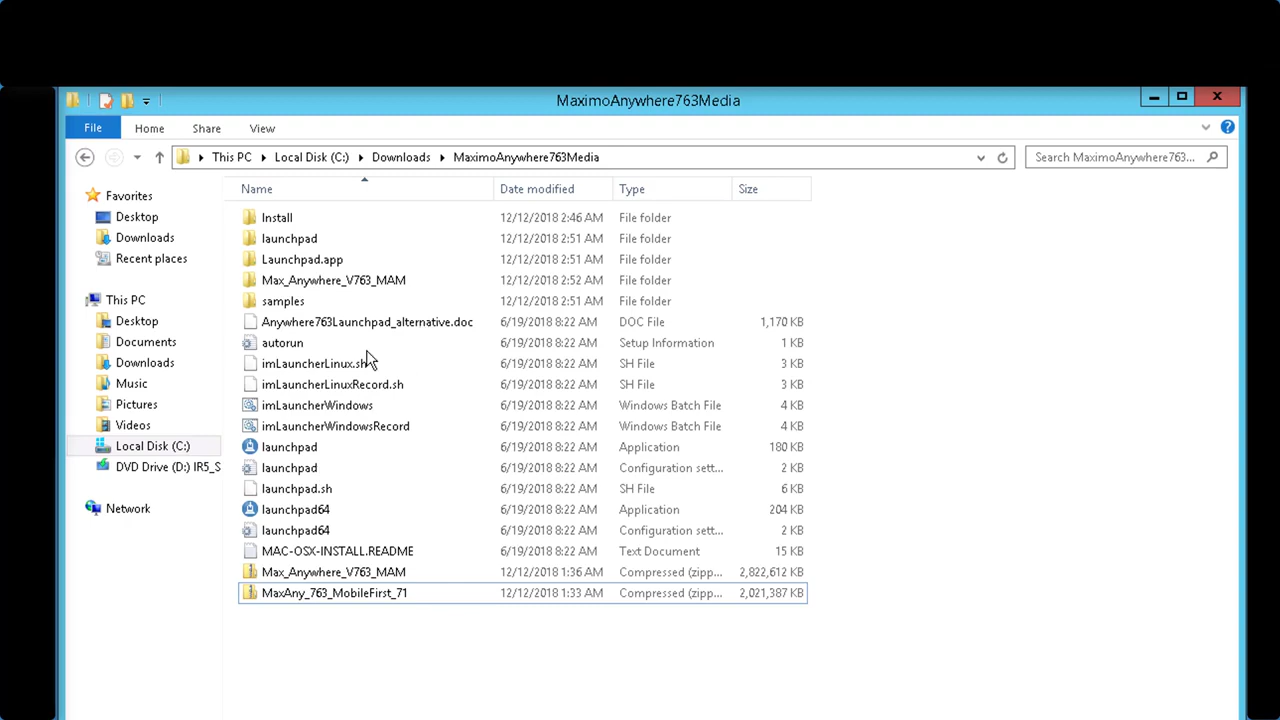 MaximoAnywhere763Media
File Home Share View
This PC Local Disk (C:) Downloads MaximoAnywhere763Media Search MaximoAnywhere763...
Name Date modified Type Size
Favorites
Desktop
Downloads
Recent places
This PC
Desktop
Documents
Downloads
Music
Pictures
Videos
Local Disk (C:)
DVD Drive (D:) IR5_S
Network
Install 12/12/2018 2:46 AM File folder
launchpad 12/12/2018 2:51 AM File folder
Launchpad.app 12/12/2018 2:51 AM File folder
Max_Anywhere_V763_MAM 12/12/2018 2:52 AM File folder
samples 12/12/2018 2:51 AM File folder
Anywhere763Launchpad_alternative.doc 6/19/2018 8:22 AM DOC File 1,170 KB
autorun 6/19/2018 8:22 AM Setup Information 1 KB
imLauncherLinux.sh 6/19/2018 8:22 AM SH File 3 KB
imLauncherLinuxRecord.sh 6/19/2018 8:22 AM SH File 3 KB
imLauncherWindows 6/19/2018 8:22 AM Windows Batch File 4 KB
imLauncherWindowsRecord 6/19/2018 8:22 AM Windows Batch File 4 KB
launchpad 6/19/2018 8:22 AM Application 180 KB
launchpad 6/19/2018 8:22 AM Configuration sett... 2 KB
launchpad.sh 6/19/2018 8:22 AM SH File 6 KB
launchpad64 6/19/2018 8:22 AM Application 204 KB
launchpad64 6/19/2018 8:22 AM Configuration sett... 2 KB
MAC-OSX-INSTALL.README 6/19/2018 8:22 AM Text Document 15 KB
Max_Anywhere_V763_MAM 12/12/2018 1:36 AM Compressed (zipp... 2,822,612 KB
MaxAny_763_MobileFirst_71 12/12/2018 1:33 AM Compressed (zipp... 2,021,387 KB